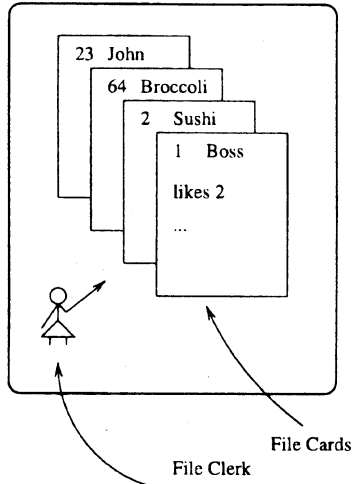 23 John
64 Broccoli
2 Sushi
1 Boss
likes 2
...
File Cards
File Clerk